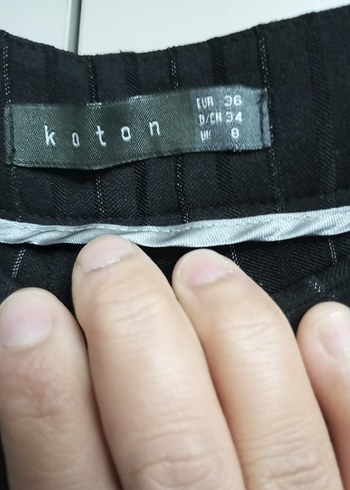 koton
EUR 36
D/CH 34
UK 8